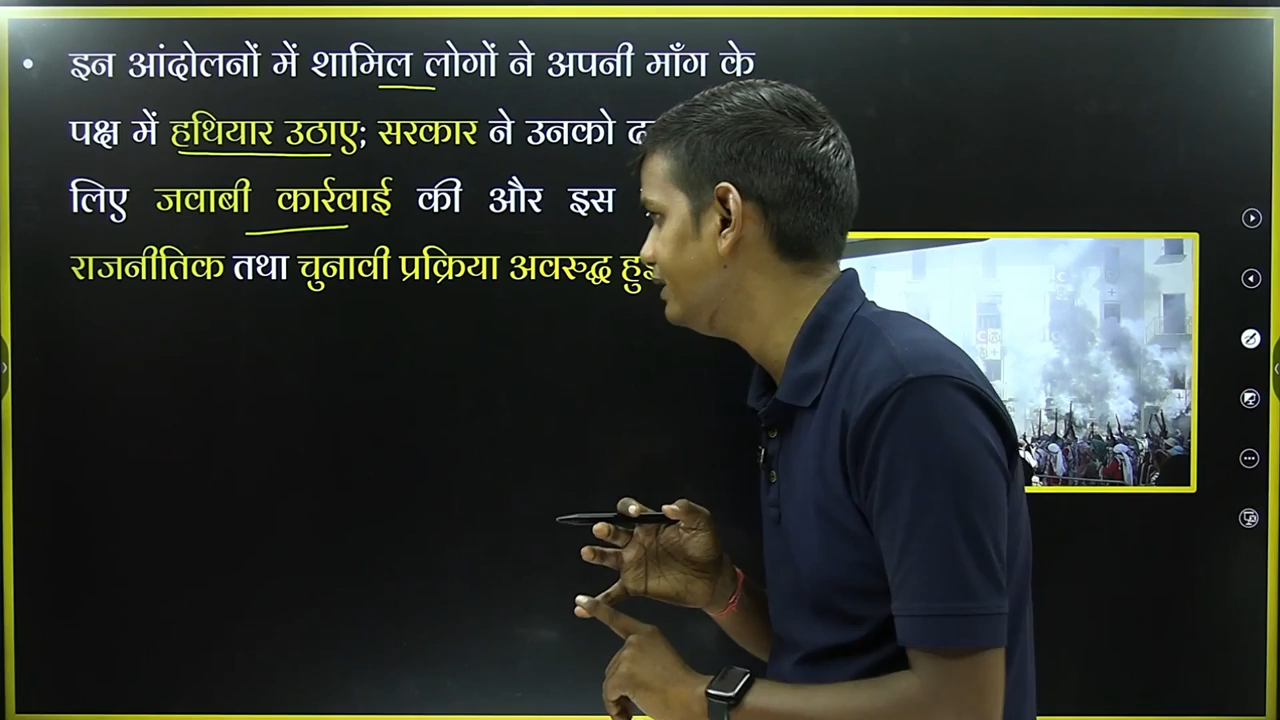 • इन आंदोलनों में शामिल लोगों ने अपनी माँग के
पक्ष में हथियार उठाए; सरकार ने उनको
लिए जवाबी कार्रवाई की और इस
राजनीतिक तथा चुनावी प्रक्रिया अवरुद्ध